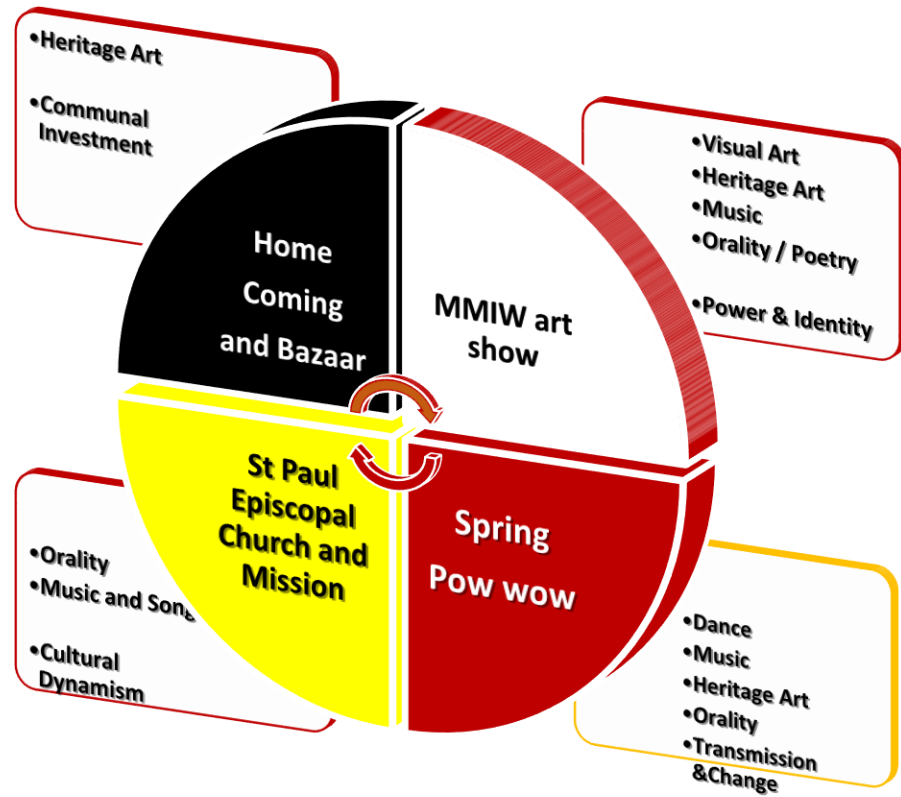 •Heritage Art
•Communal
Investment
•Visual Art
•Heritage Art
•Music
•Orality / Poetry
•Power & Identity
Home
Coming
and Bazaar
MMIW art
show
St Paul
Episcopal
Church and
Mission
Spring
Pow wow
•Orality
•Music and Song
•Cultural
Dynamism
•Dance
•Music
•Heritage Art
•Orality
•Transmission
&Change